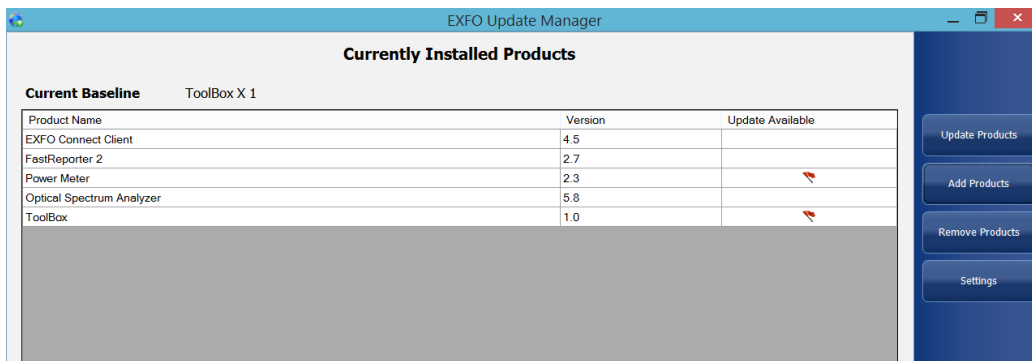 EXFO Update Manager
Currently Installed Products
Current Baseline ToolBox X 1
Product Name Version Update Available
EXFO Connect Client 4.5
FastReporter 2 2.7
Power Meter 2.3
Optical Spectrum Analyzer 5.8
ToolBox 1.0
Update Products
Add Products
Remove Products
Settings